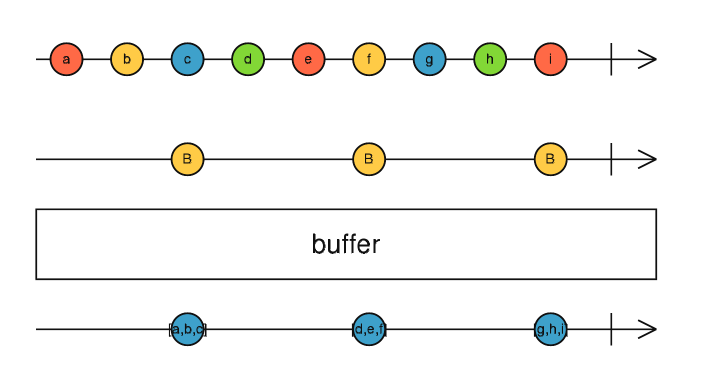 a b c d e f g h i
B B B
buffer
[a,b,c] [d,e,f] [g,h,i]